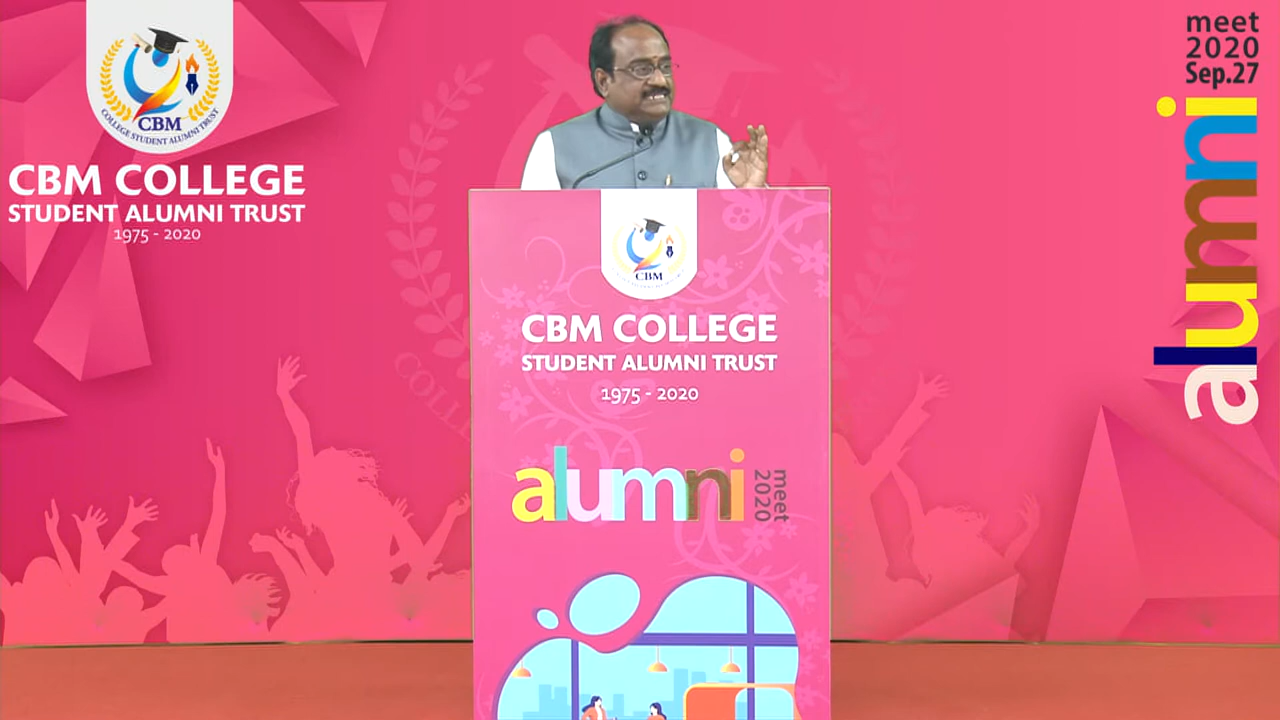 CBM
COLLEGE STUDENT ALUMNI TRUST
CBM COLLEGE
STUDENT ALUMNI TRUST
1975 - 2020
meet
2020
Sep.27
alumni
CBM
CBM COLLEGE
STUDENT ALUMNI TRUST
1975 - 2020
alumni
meet
2020
COLL